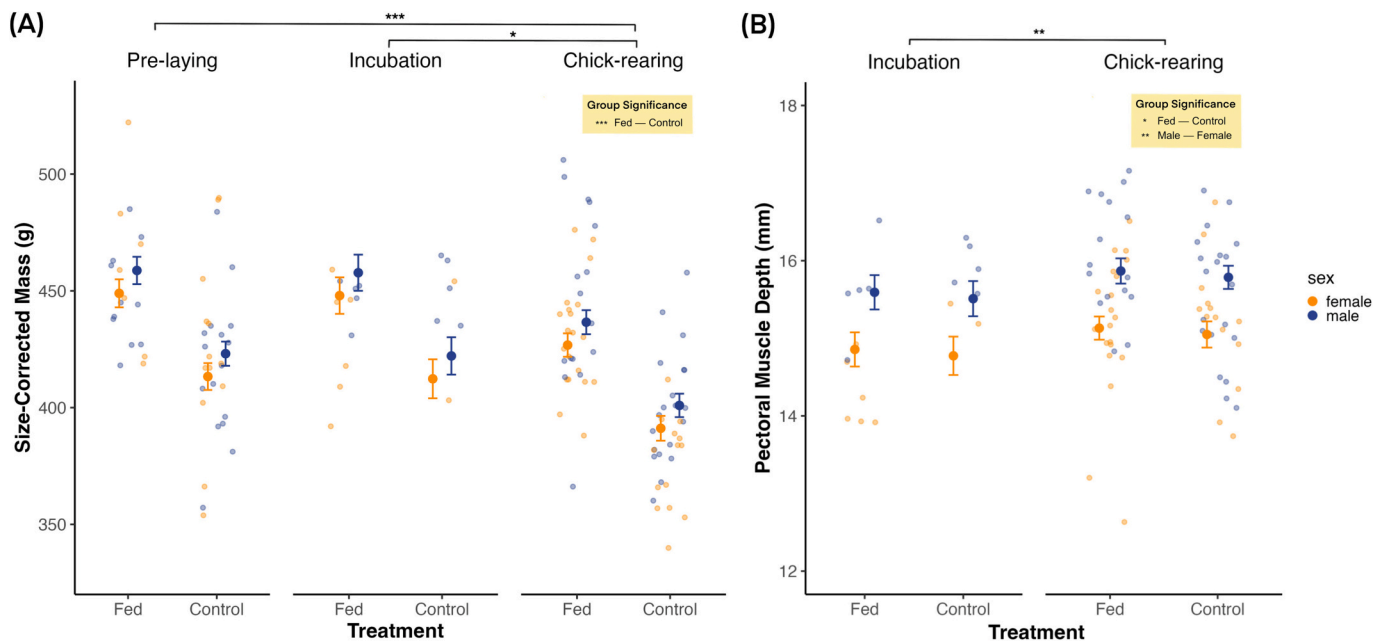 (A)
***
*
Pre-laying
Incubation
Chick-rearing
Group Significance
*** Fed — Control
Size-Corrected Mass (g)
500
450
400
350
Fed
Control
Fed
Control
Fed
Control
Treatment
(B)
**
Incubation
Chick-rearing
Group Significance
* Fed — Control
** Male — Female
Pectoral Muscle Depth (mm)
18
16
14
12
Fed
Control
Fed
Control
Treatment
sex
female
male